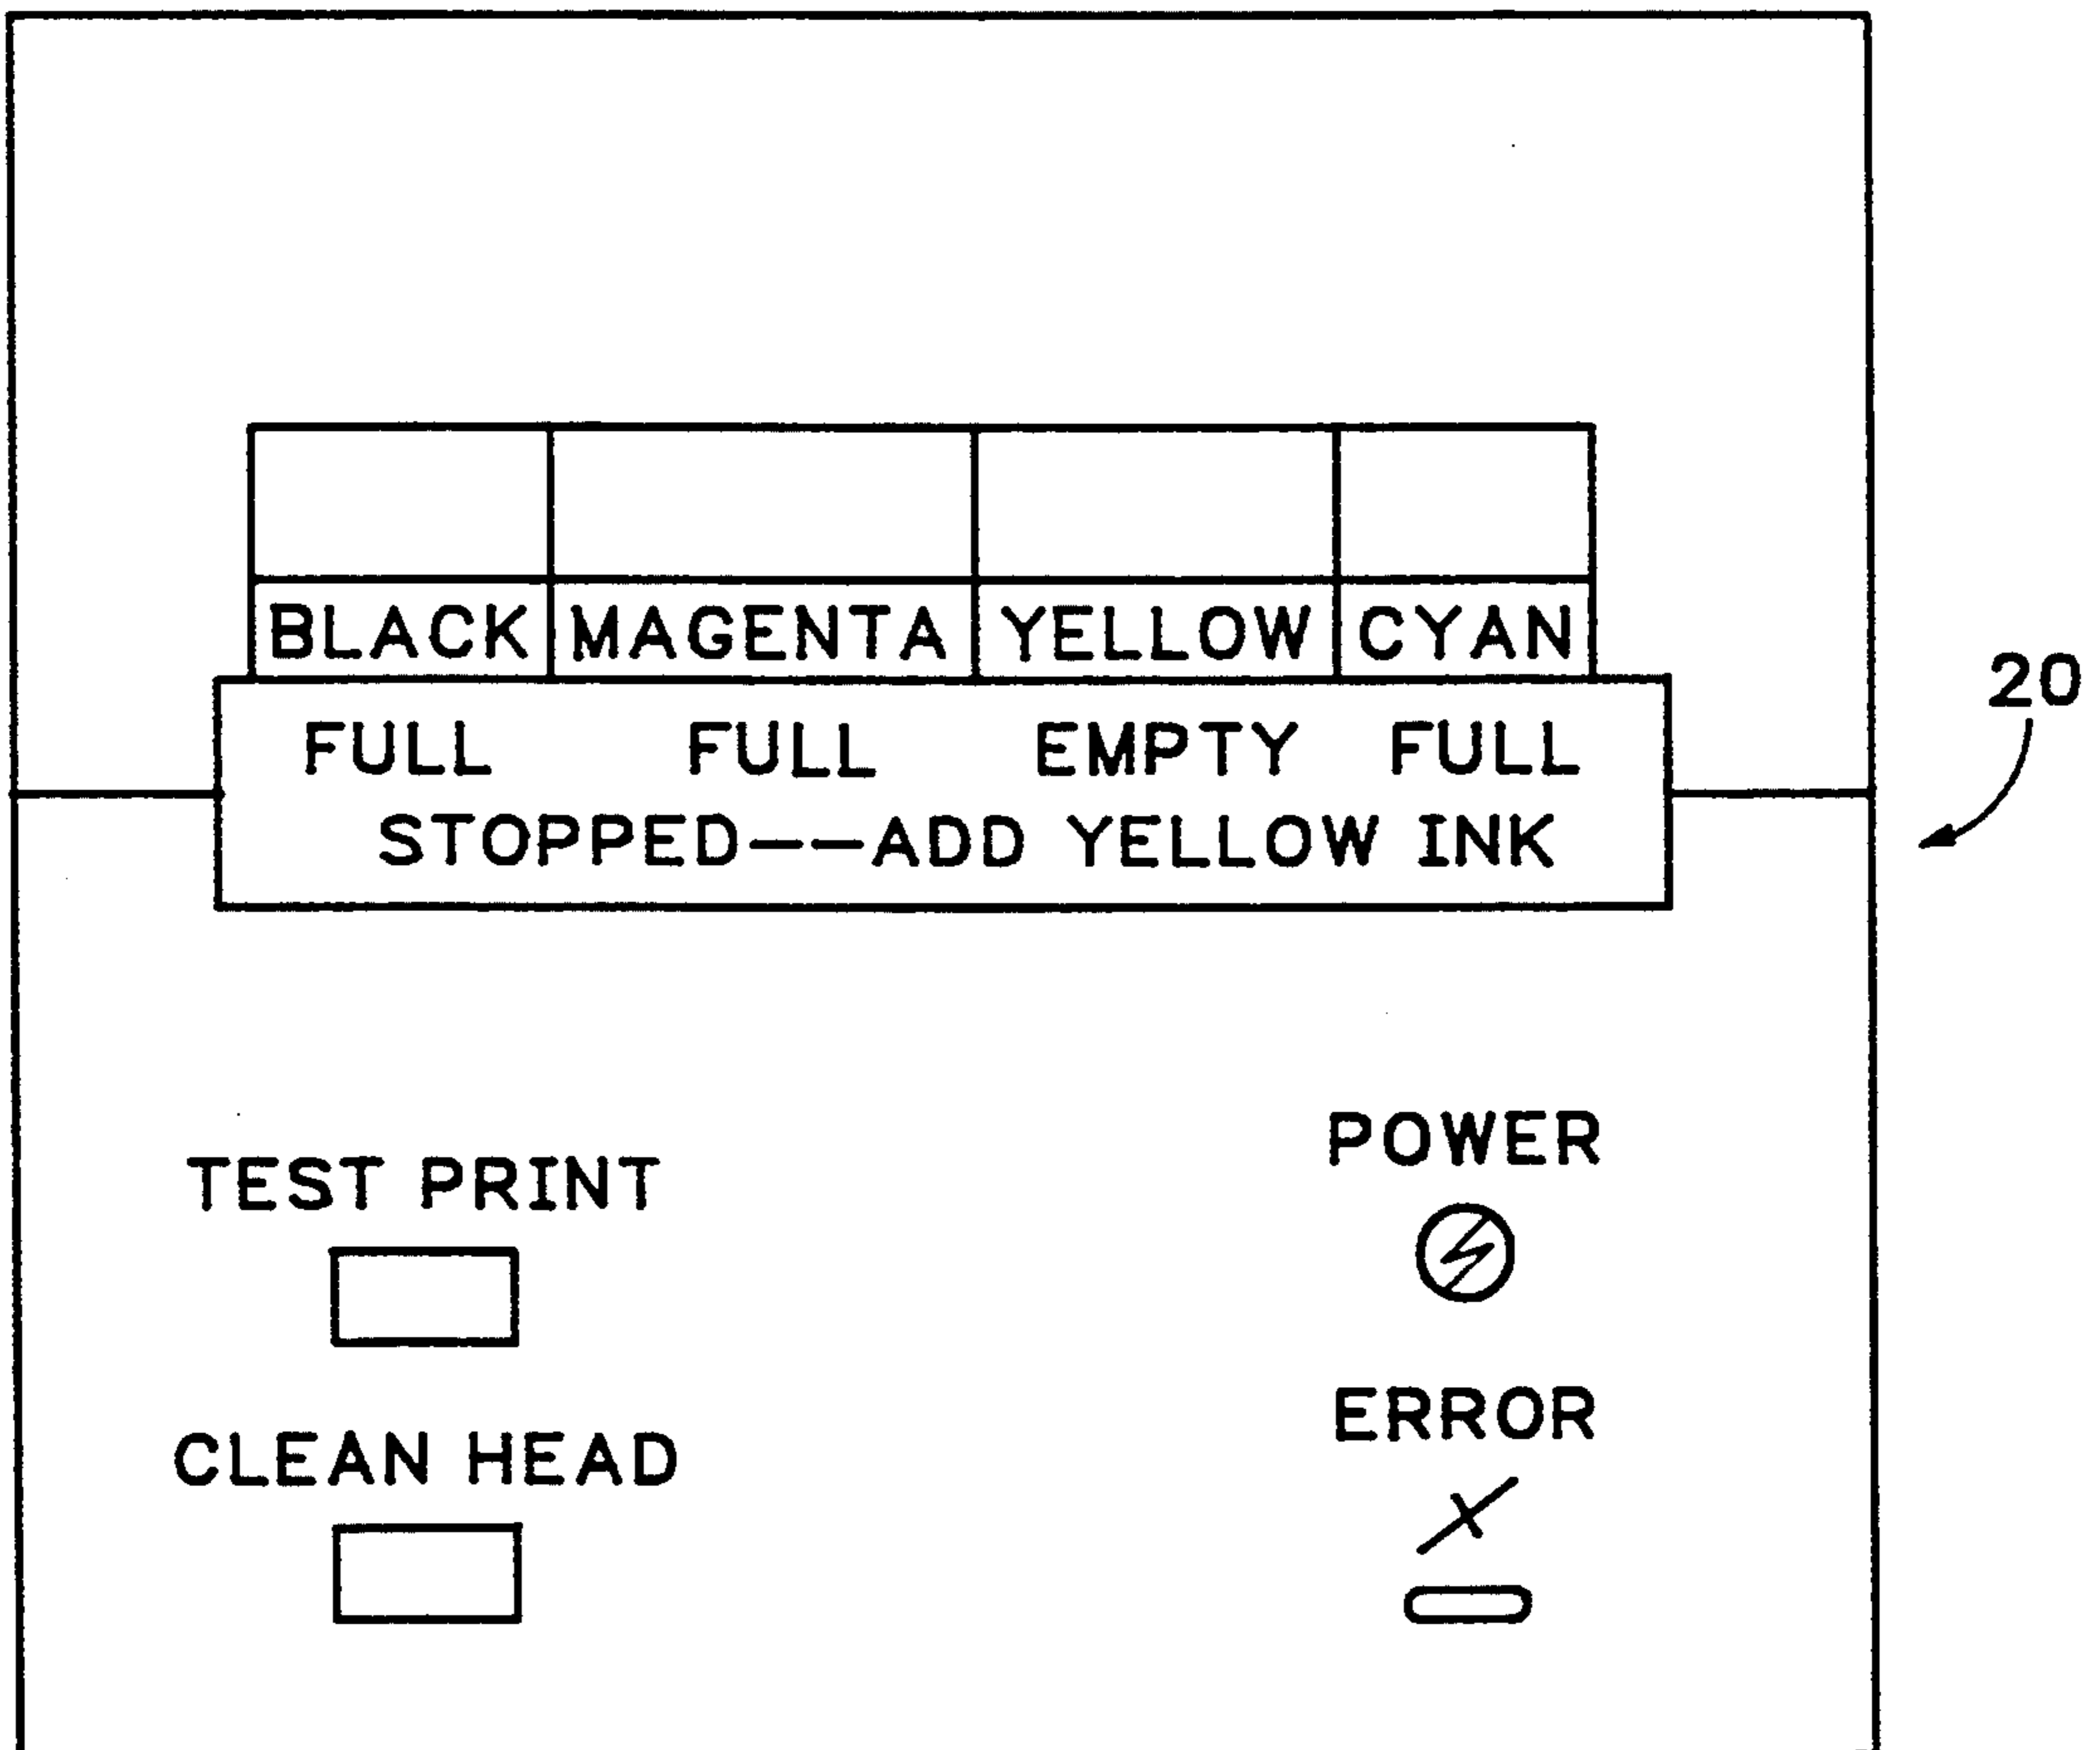 BLACK MAGENTA YELLOW CYAN
20
FULL FULL EMPTY FULL
STOPPED--ADD YELLOW INK
POWER
TEST PRINT
ERROR
CLEAN HEAD